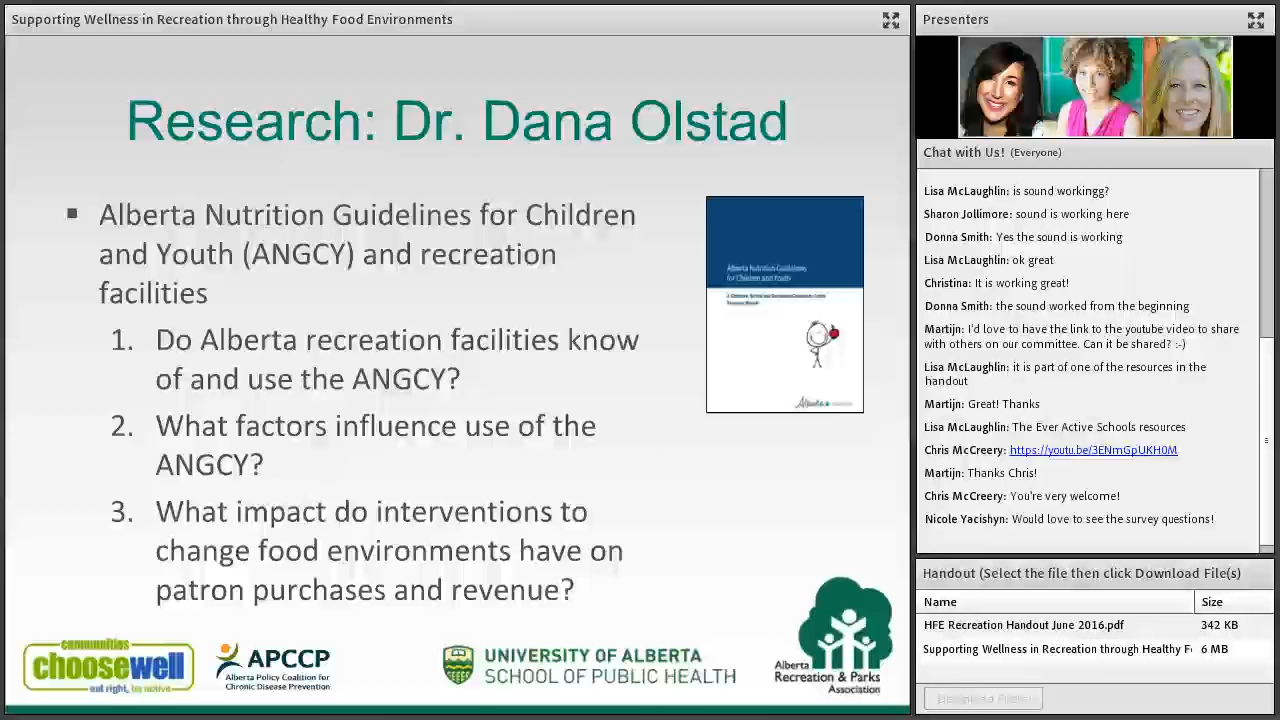 Supporting Wellness in Recreation through Healthy Food Environments
Research: Dr. Dana Olstad
▪ Alberta Nutrition Guidelines for Children
and Youth (ANGCY) and recreation
facilities
1. Do Alberta recreation facilities know
of and use the ANGCY?
2. What factors influence use of the
ANGCY?
3. What impact do interventions to
change food environments have on
patron purchases and revenue?
Alberta Nutrition Guidelines
for Children and Youth
Alberta
communities
choosewell
eat right, be active
APCCP
Alberta Policy Coalition for
Chronic Disease Prevention
UNIVERSITY OF ALBERTA
SCHOOL OF PUBLIC HEALTH
Alberta
Recreation & Parks
Association
Presenters
Chat with Us! (Everyone)
Lisa McLaughlin: is sound workingg?
Sharon Jollimore: sound is working here
Donna Smith: Yes the sound is working
Lisa McLaughlin: ok great
Christina: It is working great!
Donna Smith: the sound worked from the beginning
Martijn: I'd love to have the link to the youtube video to share
with others on our committee. Can it be shared? :-)
Lisa McLaughlin: it is part of one of the resources in the
handout
Martijn: Great! Thanks
Lisa McLaughlin: The Ever Active Schools resources
Chris McCreery: https://youtu.be/3ENmGpUKH0M
Martijn: Thanks Chris!
Chris McCreery: You're very welcome!
Nicole Yacishyn: Would love to see the survey questions!
Handout (Select the file then click Download File(s)
Name Size
HFE Recreation Handout June 2016.pdf 342 KB
Supporting Wellness in Recreation through Healthy F 6 MB
Download File(s)